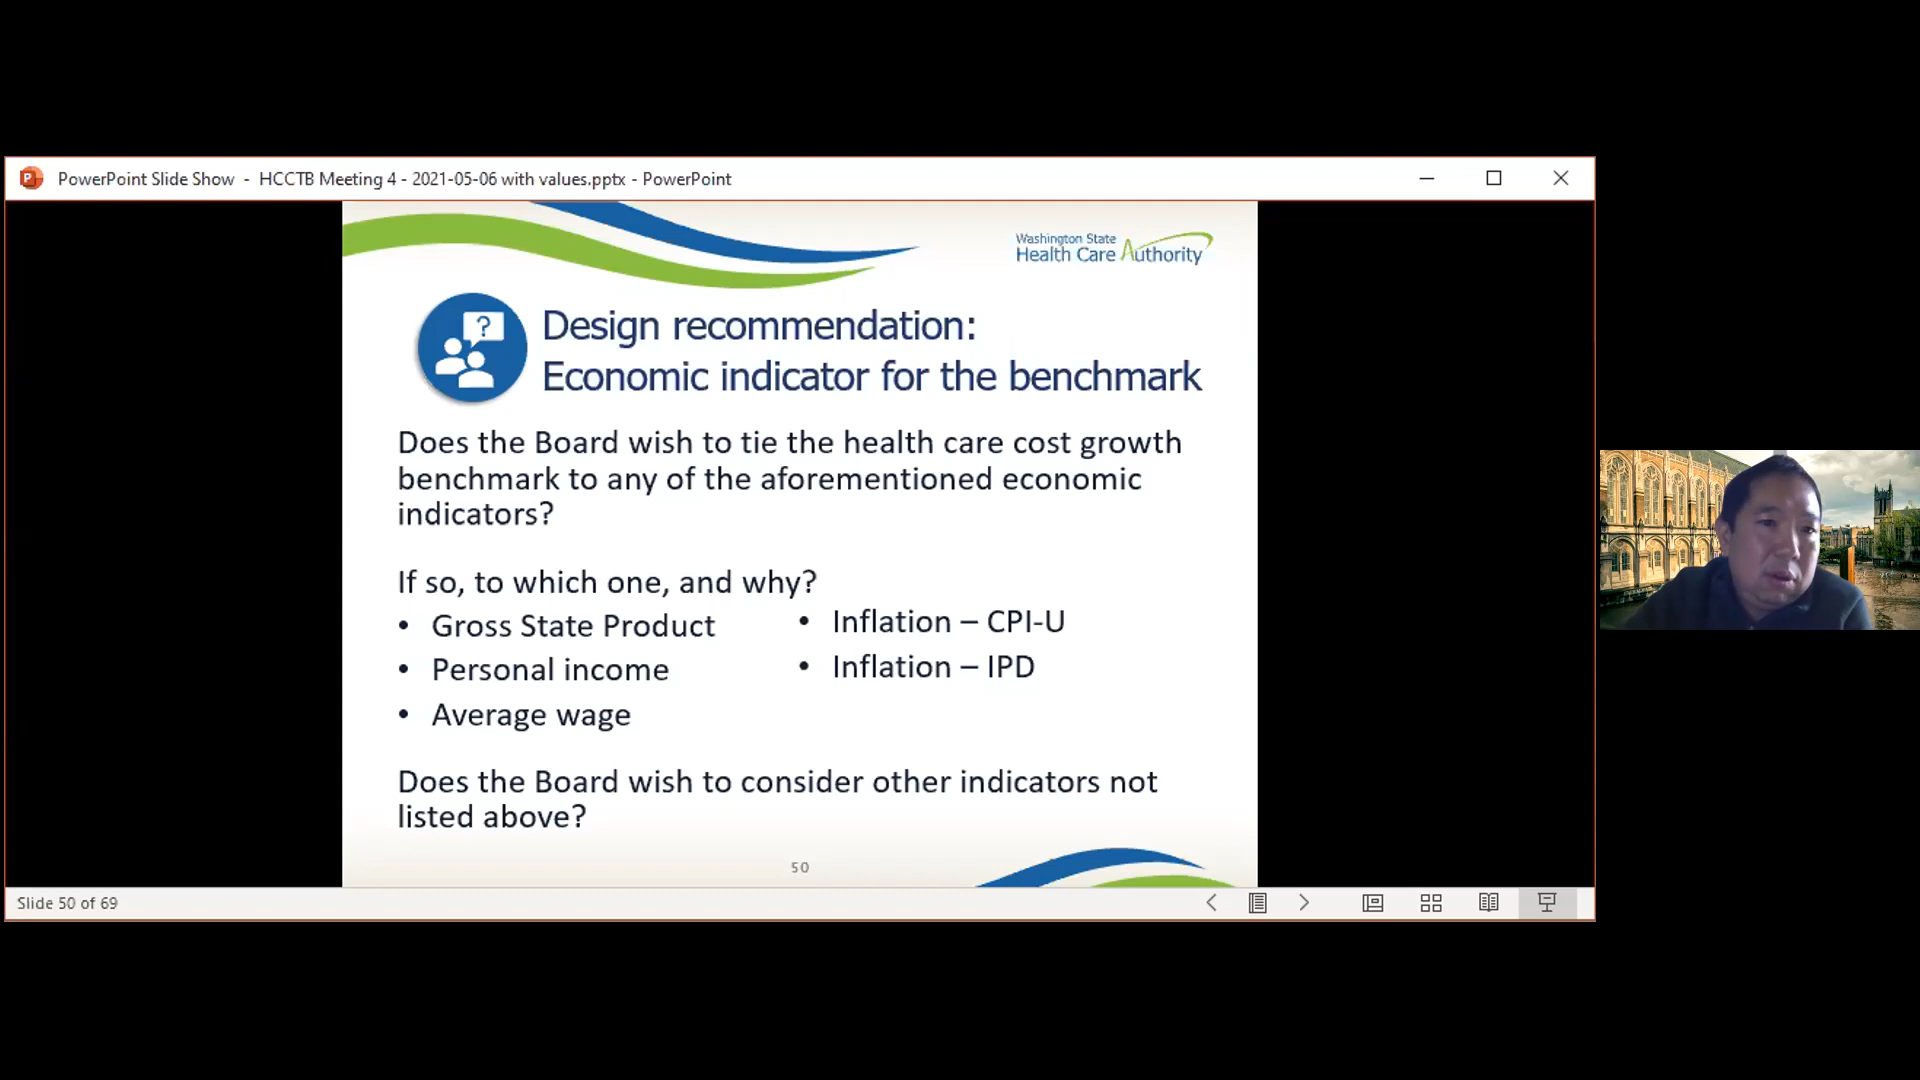 PowerPoint Slide Show - HCCTB Meeting 4 - 2021-05-06 with values.pptx - PowerPoint
Washington State
Health Care Authority
?
Design recommendation:
Economic indicator for the benchmark
Does the Board wish to tie the health care cost growth
benchmark to any of the aforementioned economic
indicators?
If so, to which one, and why?
• Gross State Product
• Personal income
• Average wage
• Inflation – CPI-U
• Inflation – IPD
Does the Board wish to consider other indicators not
listed above?
50
Slide 50 of 69